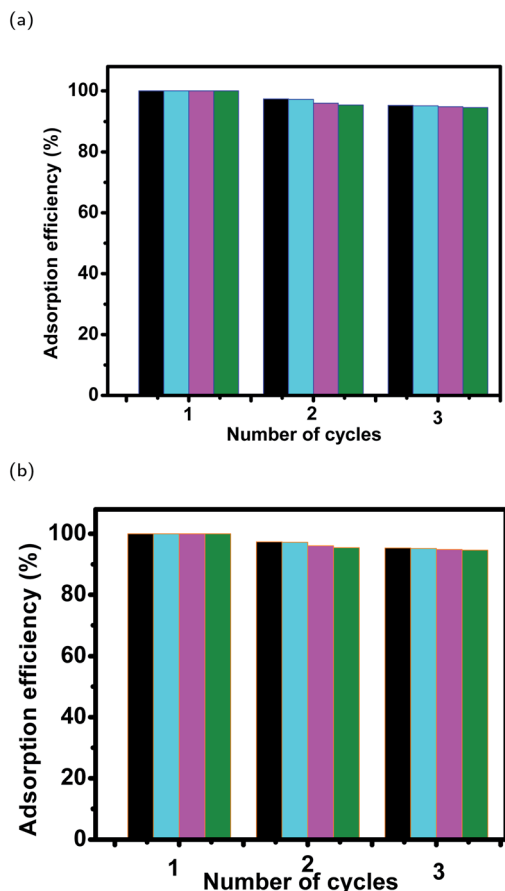 (a)
100
80
60
40
20
0
Adsorption efficiency (%)
1 2 3
Number of cycles
(b)
100
80
60
40
20
0
Adsorption efficiency (%)
1 2 3
Number of cycles